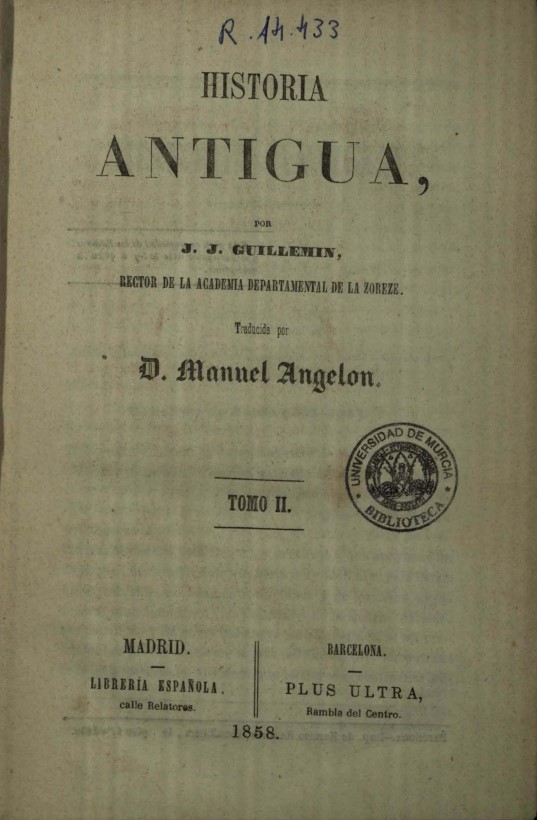 R.14.433
HISTORIA
ANTIGUA,
POR
J. J. GUILLEMIN,
RECTOR DE LA ACADEMIA DEPARTAMENTAL DE LA ZOREZE.
Traducida por
D. Manuel Angelon.
UNIVERSIDAD DE MURCIA
BIBLIOTECA
TOMO II.
MADRID.
LIBRERÍA ESPAÑOLA.
calle Relatores.
BARCELONA.
PLUS ULTRA,
Rambla del Centro.
1858.